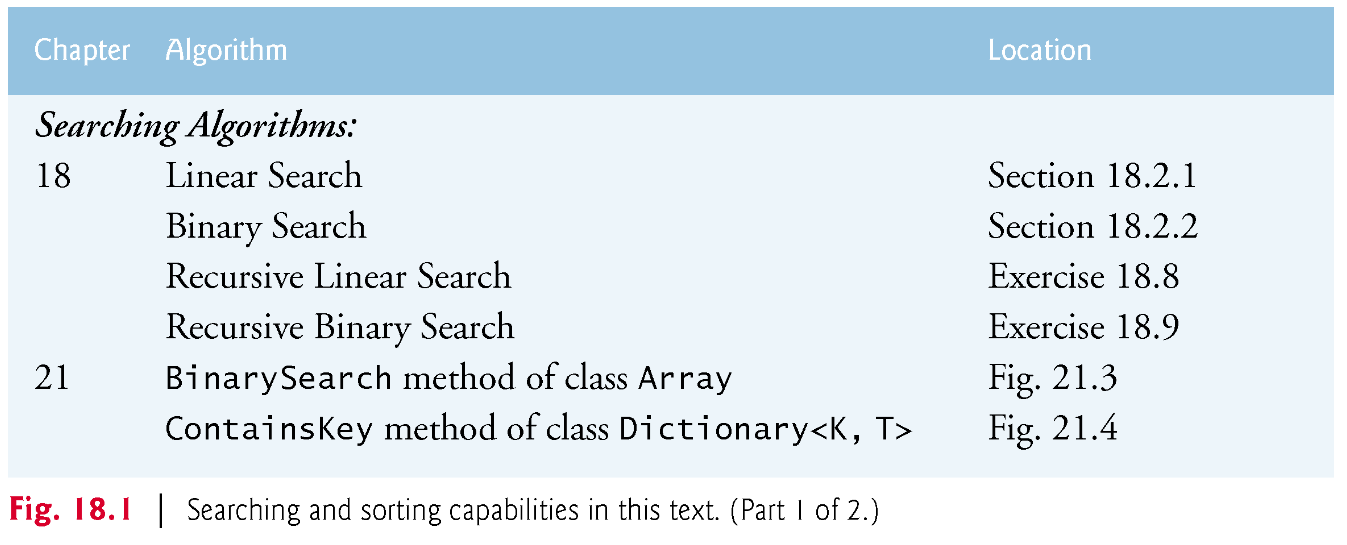 Chapter Algorithm Location
Searching Algorithms:
18 Linear Search Section 18.2.1
Binary Search Section 18.2.2
Recursive Linear Search Exercise 18.8
Recursive Binary Search Exercise 18.9
21 BinarySearch method of class Array Fig. 21.3
ContainsKey method of class Dictionary<K, T> Fig. 21.4
Fig. 18.1 | Searching and sorting capabilities in this text. (Part 1 of 2.)